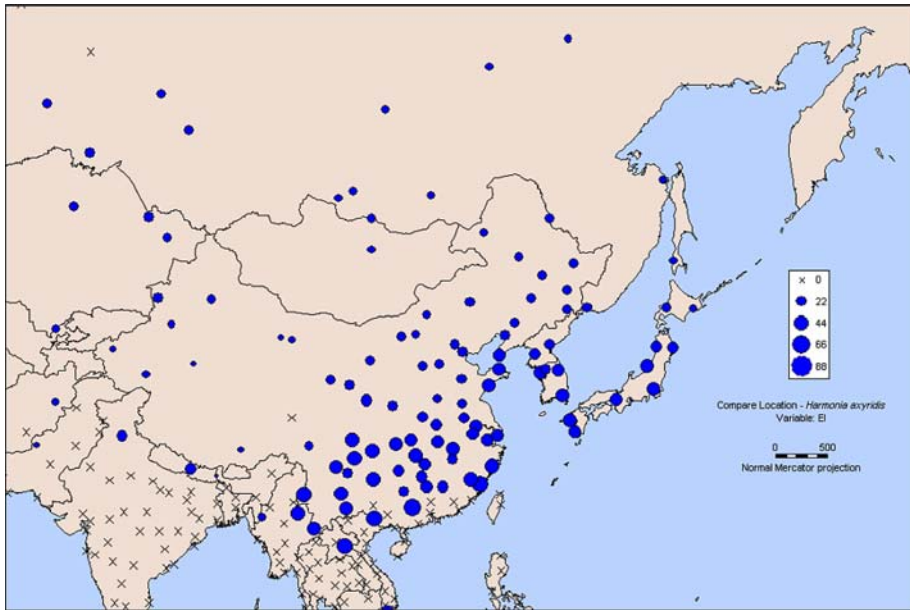 0
22
44
66
88
Compare Location - Harmonia axyridis
Variable: EI
0 500
Normal Mercator projection